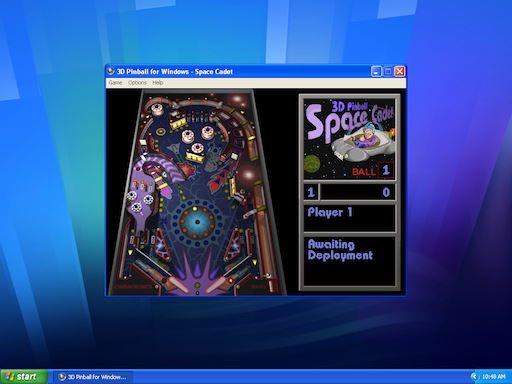 3D Pinball for Windows - Space Cadet
Game Options Help
3D Pinball
Space Cadet
BALL 1
1 0
Player 1
Awaiting
Deployment
start
3D Pinball for Window...
10:48 AM